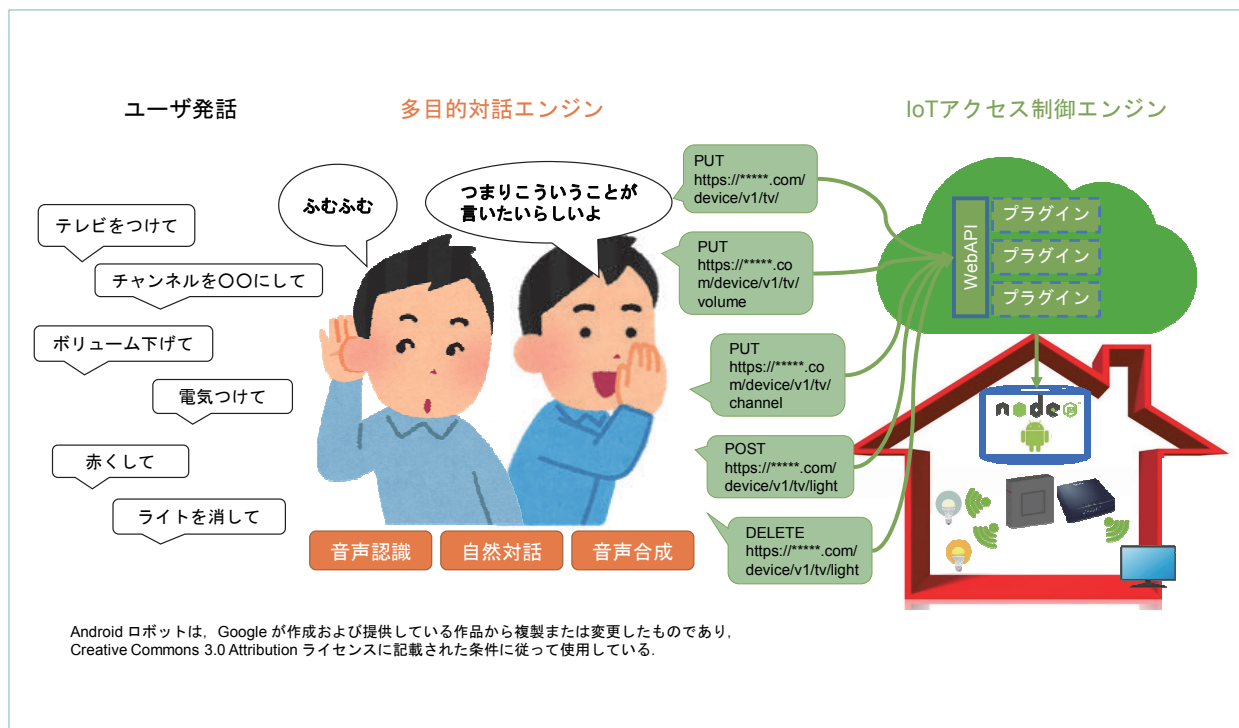 ユーザ発話
多目的対話エンジン
IoTアクセス制御エンジン
テレビをつけて
チャンネルを〇〇にして
ボリューム下げて
電気つけて
赤くして
ライトを消して
ふむふむ
つまりこういうことが
言いたいらしいよ
音声認識
自然対話
音声合成
PUT
https://*****.com/
device/v1/tv/
PUT
https://*****.co
m/device/v1/tv/
volume
PUT
https://*****.co
m/device/v1/tv/
channel
POST
https://*****.com/
device/v1/tv/light
DELETE
https://*****.com/
device/v1/tv/light
WebAPI
プラグイン
プラグイン
プラグイン
node
Android ロボットは，Google が作成および提供している作品から複製または変更したものであり，
Creative Commons 3.0 Attribution ライセンスに記載された条件に従って使用している.